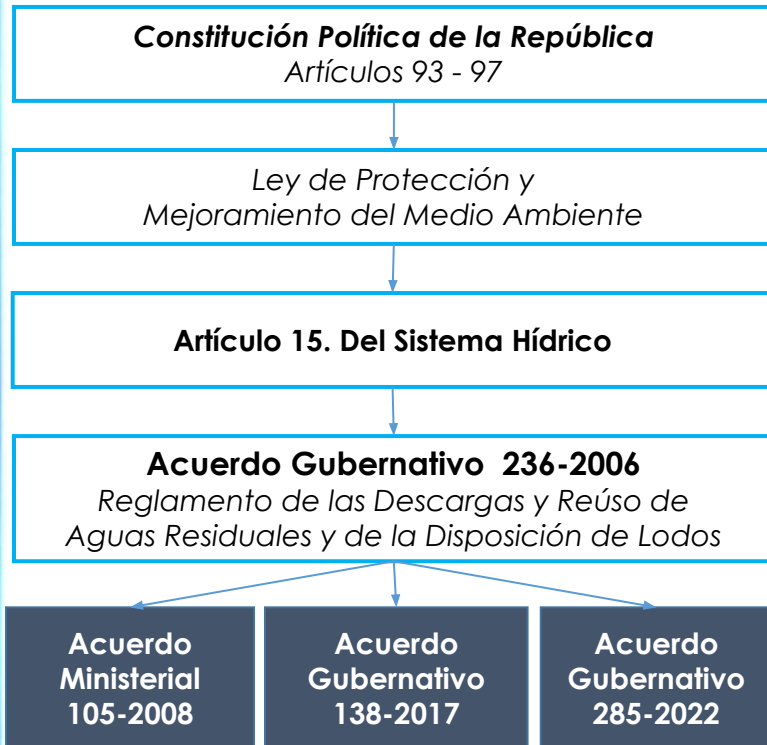 Constitución Política de la República
Artículos 93 - 97
Ley de Protección y
Mejoramiento del Medio Ambiente
Artículo 15. Del Sistema Hídrico
Acuerdo Gubernativo 236-2006
Reglamento de las Descargas y Reúso de
Aguas Residuales y de la Disposición de Lodos
Acuerdo
Ministerial
105-2008
Acuerdo
Gubernativo
138-2017
Acuerdo
Gubernativo
285-2022